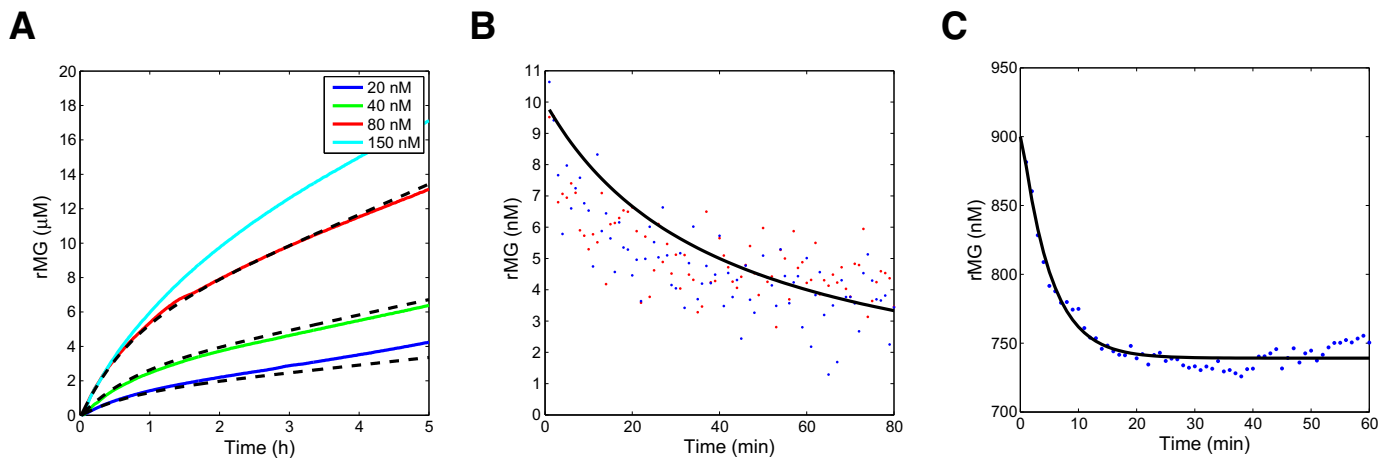 A
B
C
rMG (μM)
20
18
16
14
12
10
8
6
4
2
0
0 1 2 3 4 5
Time (h)
20 nM
40 nM
80 nM
150 nM
rMG (nM)
11
10
9
8
7
6
5
4
3
2
1
0
0 20 40 60 80
Time (min)
rMG (nM)
950
900
850
800
750
700
0 10 20 30 40 50 60
Time (min)